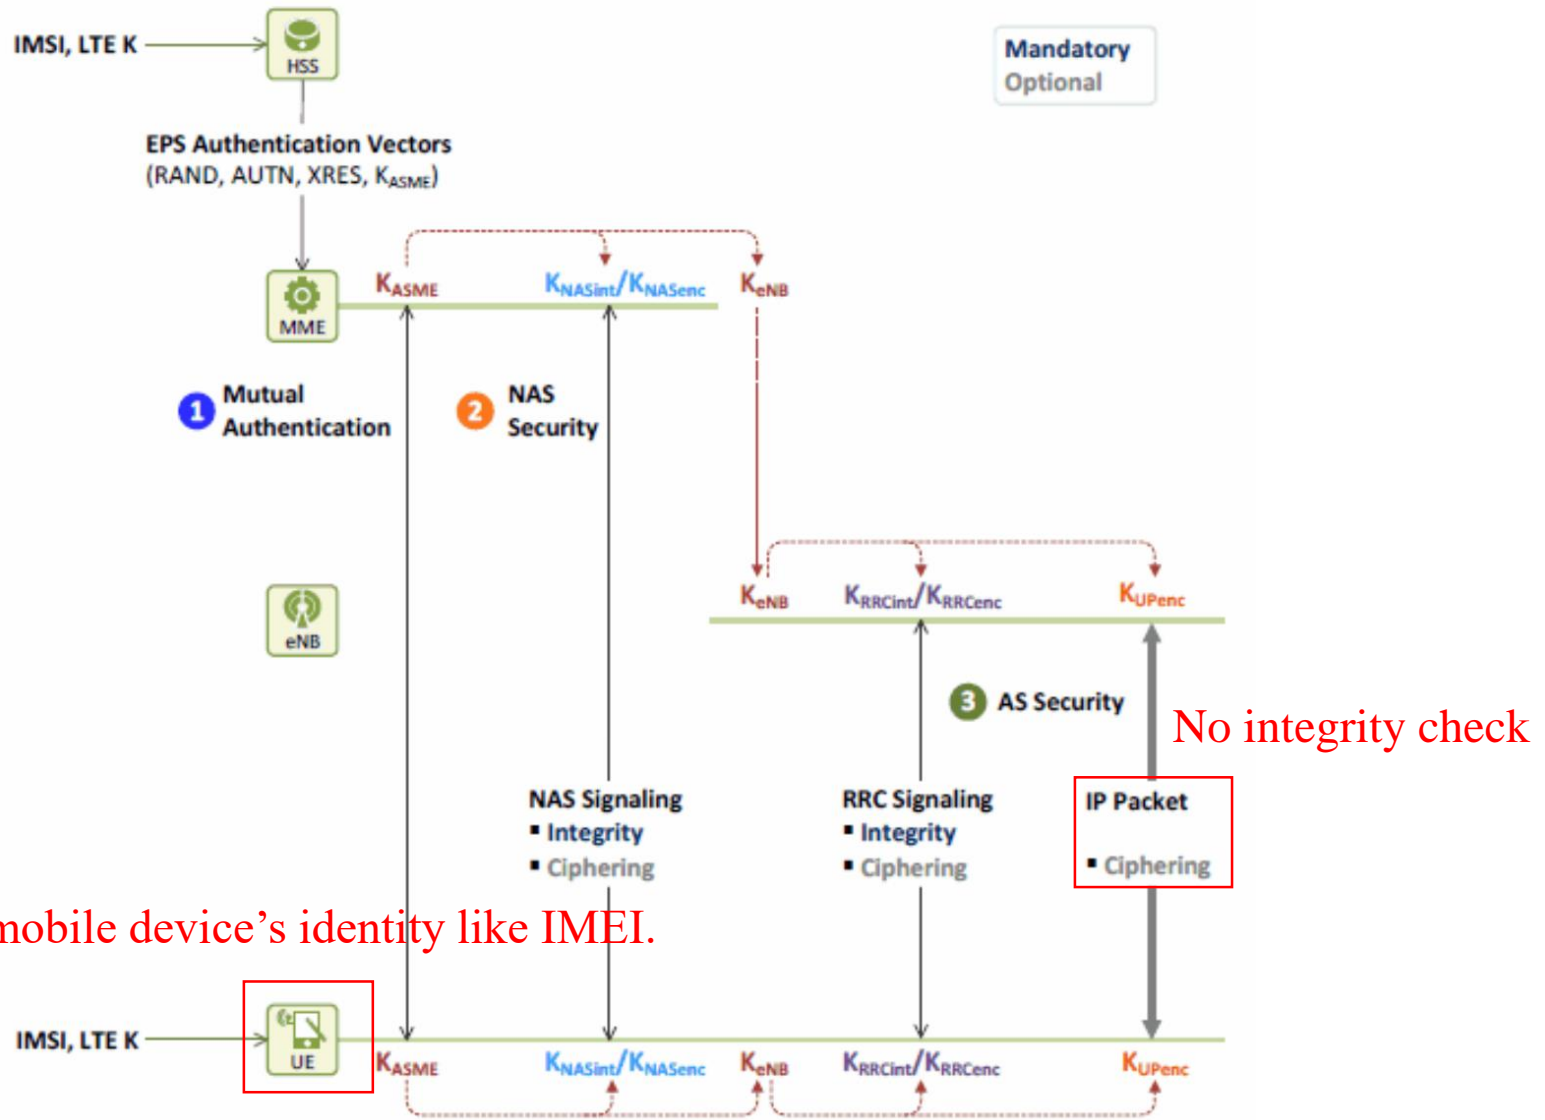 IMSI, LTE K
HSS
Mandatory
Optional
EPS Authentication Vectors
(RAND, AUTN, XRES, KASME)
MME
KASME
KNASint/KNASenc
KeNB
1
Mutual
Authentication
2
NAS
Security
eNB
KeNB
KRRCint/KRRCenc
KUPenc
3
AS Security
No integrity check
NAS Signaling
▪ Integrity
▪ Ciphering
RRC Signaling
▪ Integrity
▪ Ciphering
IP Packet
▪ Ciphering
mobile device’s identity like IMEI.
IMSI, LTE K
UE
KASME
KNASint/KNASenc
KeNB
KRRCint/KRRCenc
KUPenc